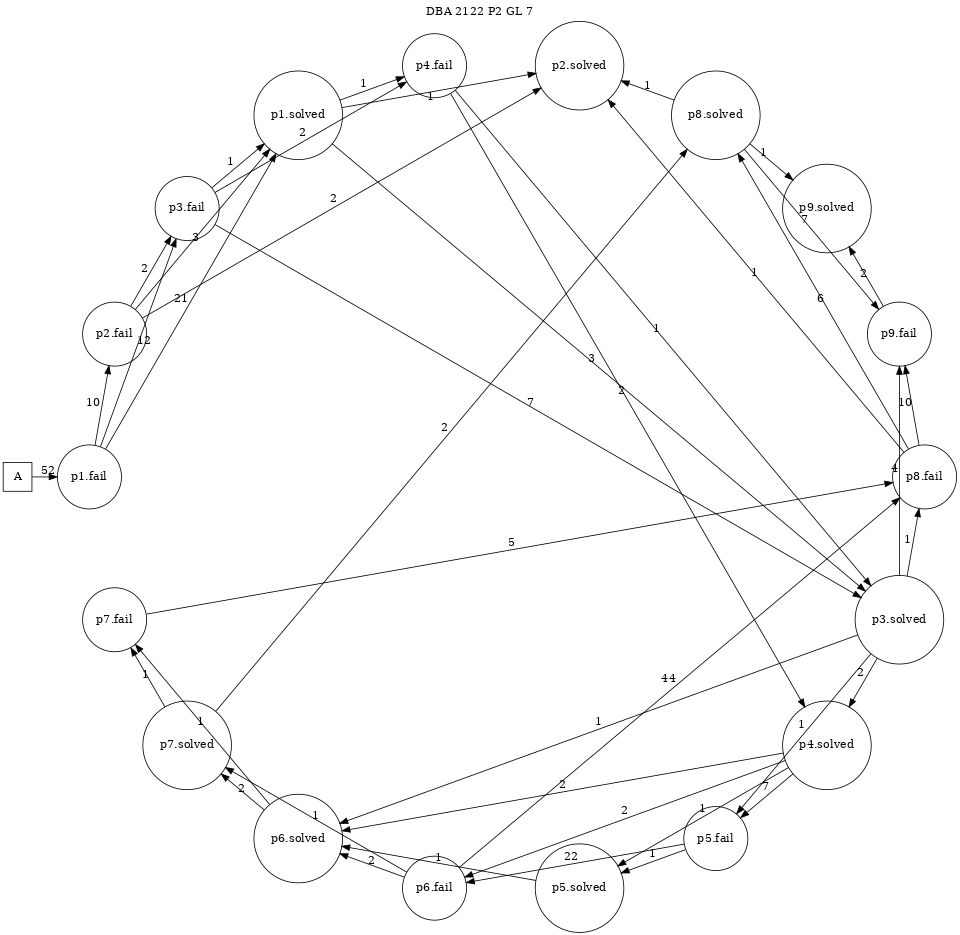 DBA 2122 P2 GL 7
p4.fail
p2.solved
p1.solved
p8.solved
1
1
1
2
1
1
p3.fail
p9.solved
2
7
3
2
2
1
2
21
6
p2.fail
12
p9.fail
1
3
2
10
7
10
2
4
A
52
p1.fail
p8.fail
5
1
p7.fail
p3.solved
1
44
2
1
1
1
p7.solved
p4.solved
2
2
7
1
2
1
p6.solved
p5.fail
2
1
22
1
p6.fail
p5.solved